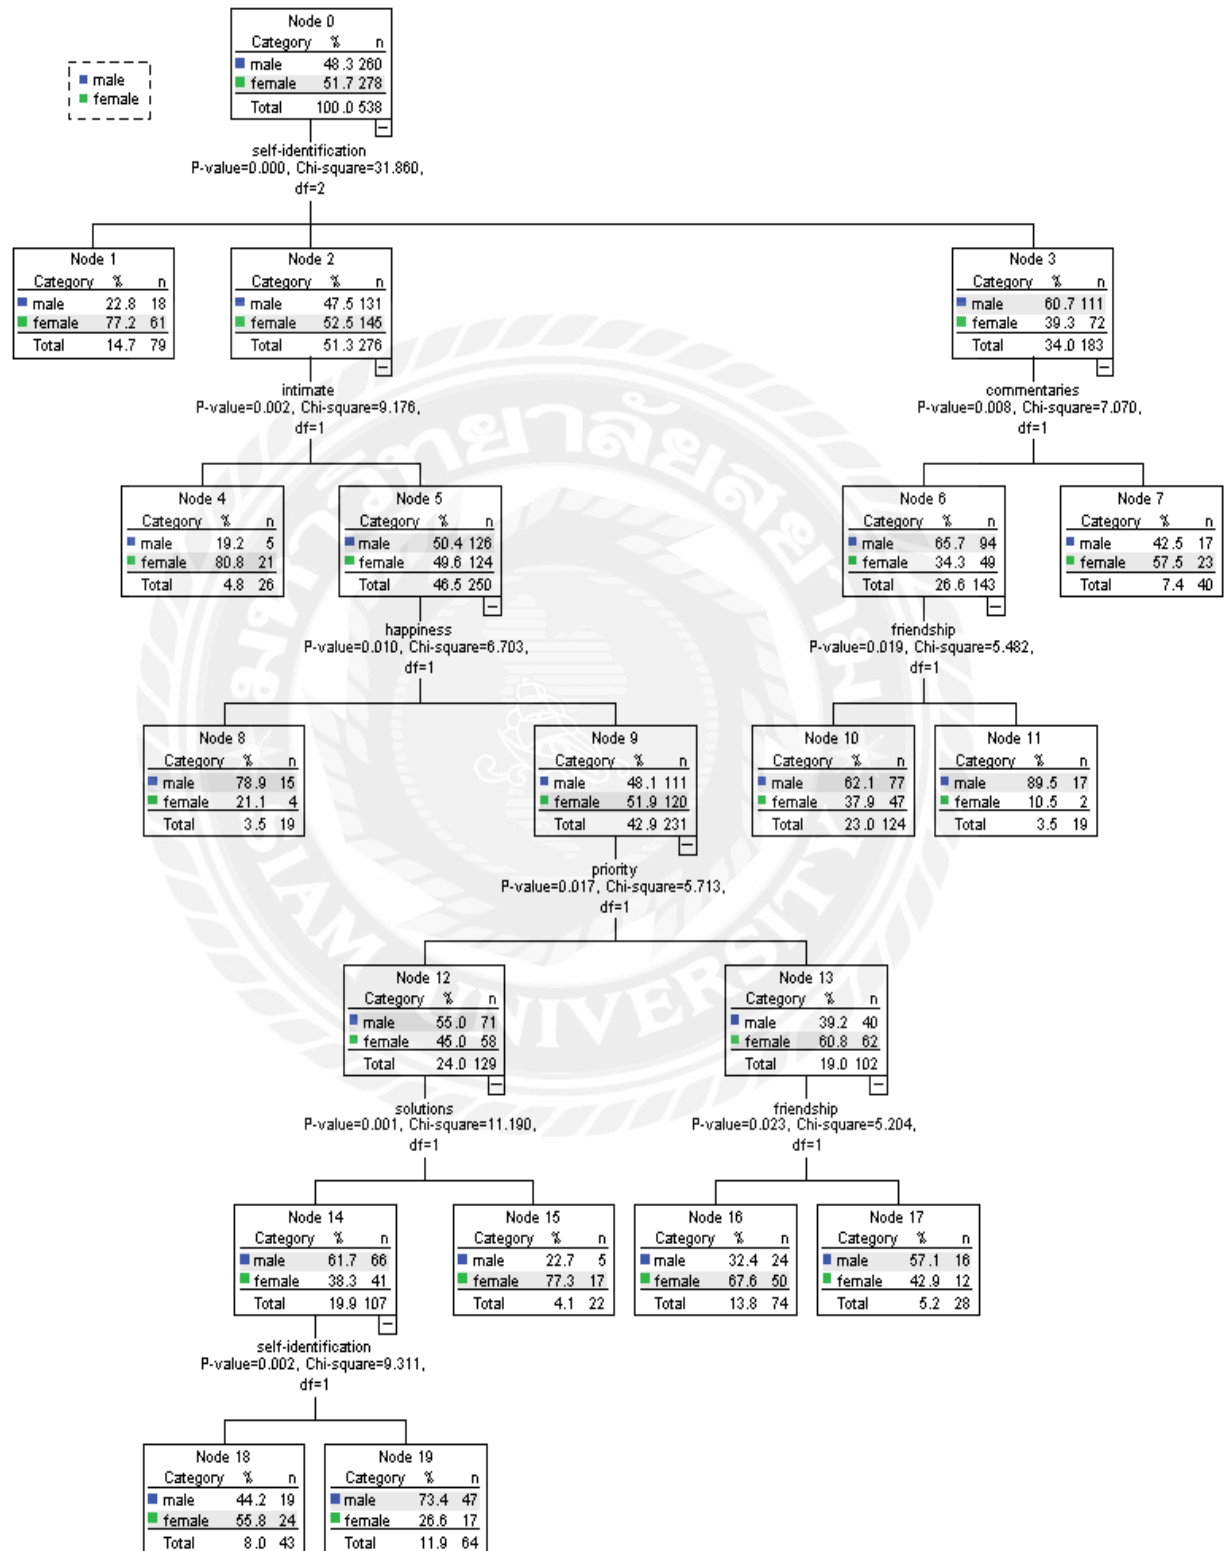 Node 0
Category % n
male 48.3 260
female 51.7 278
Total 100.0 538
male
female
self-identification
P-value=0.000, Chi-square=31.860,
df=2
Node 1
Category % n
male 22.8 18
female 77.2 61
Total 14.7 79
Node 2
Category % n
male 47.5 131
female 52.5 145
Total 51.3 276
Node 3
Category % n
male 60.7 111
female 39.3 72
Total 34.0 183
intimate
P-value=0.002, Chi-square=9.176,
df=1
commentaries
P-value=0.008, Chi-square=7.070,
df=1
Node 4
Category % n
male 19.2 5
female 80.8 21
Total 4.8 26
Node 5
Category % n
male 50.4 126
female 49.6 124
Total 46.5 250
Node 6
Category % n
male 65.7 94
female 34.3 49
Total 26.6 143
Node 7
Category % n
male 42.5 17
female 57.5 23
Total 7.4 40
happiness
P-value=0.010, Chi-square=6.703,
df=1
friendship
P-value=0.019, Chi-square=5.482,
df=1
Node 8
Category % n
male 78.9 15
female 21.1 4
Total 3.5 19
Node 9
Category % n
male 48.1 111
female 51.9 120
Total 42.9 231
Node 10
Category % n
male 62.1 77
female 37.9 47
Total 23.0 124
Node 11
Category % n
male 89.5 17
female 10.5 2
Total 3.5 19
priority
P-value=0.017, Chi-square=5.713,
df=1
Node 12
Category % n
male 55.0 71
female 45.0 58
Total 24.0 129
Node 13
Category % n
male 39.2 40
female 60.8 62
Total 19.0 102
solutions
P-value=0.001, Chi-square=11.190,
df=1
friendship
P-value=0.023, Chi-square=5.204,
df=1
Node 14
Category % n
male 61.7 66
female 38.3 41
Total 19.9 107
Node 15
Category % n
male 22.7 5
female 77.3 17
Total 4.1 22
Node 16
Category % n
male 32.4 24
female 67.6 50
Total 13.8 74
Node 17
Category % n
male 57.1 16
female 42.9 12
Total 5.2 28
self-identification
P-value=0.002, Chi-square=9.311,
df=1
Node 18
Category % n
male 44.2 19
female 55.8 24
Total 8.0 43
Node 19
Category % n
male 73.4 47
female 26.6 17
Total 11.9 64
มหาวิทยาลัยสยาม
SIAM UNIVERSITY